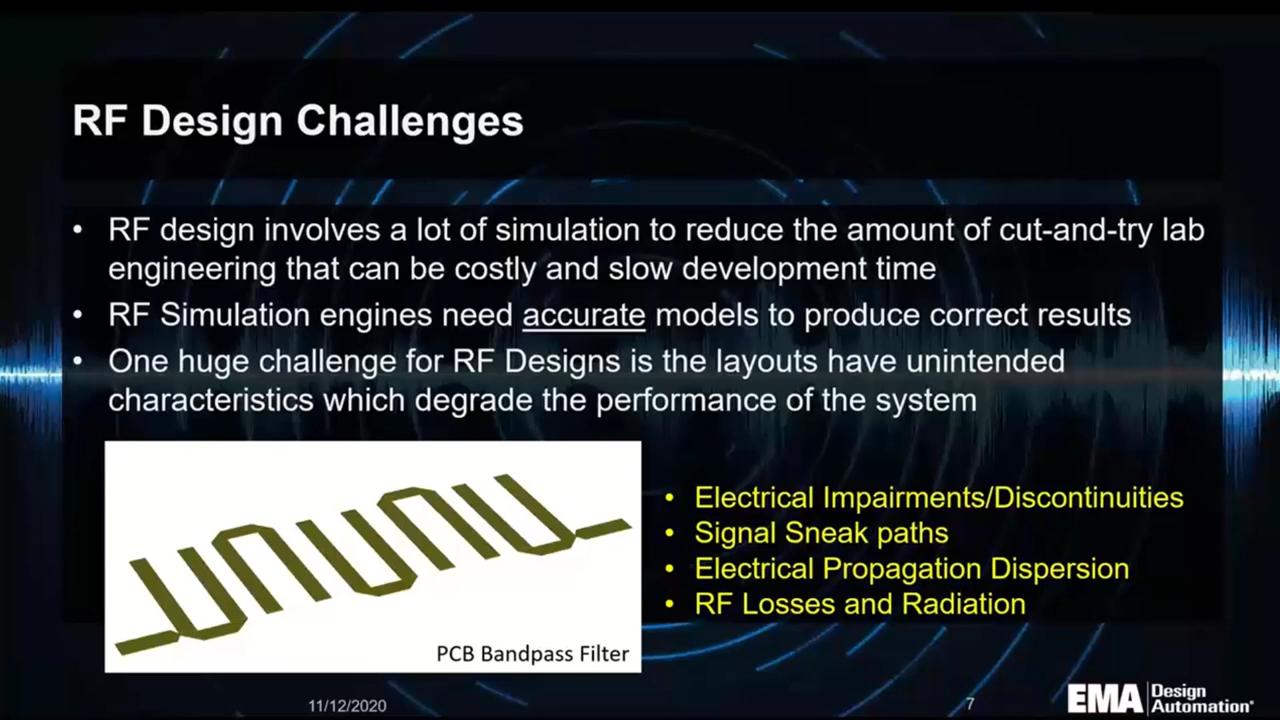 RF Design Challenges
• RF design involves a lot of simulation to reduce the amount of cut-and-try lab
engineering that can be costly and slow development time
• RF Simulation engines need accurate models to produce correct results
• One huge challenge for RF Designs is the layouts have unintended
characteristics which degrade the performance of the system
• Electrical Impairments/Discontinuities
• Signal Sneak paths
• Electrical Propagation Dispersion
• RF Losses and Radiation
PCB Bandpass Filter
11/12/2020
7
EMA Design
Automation®